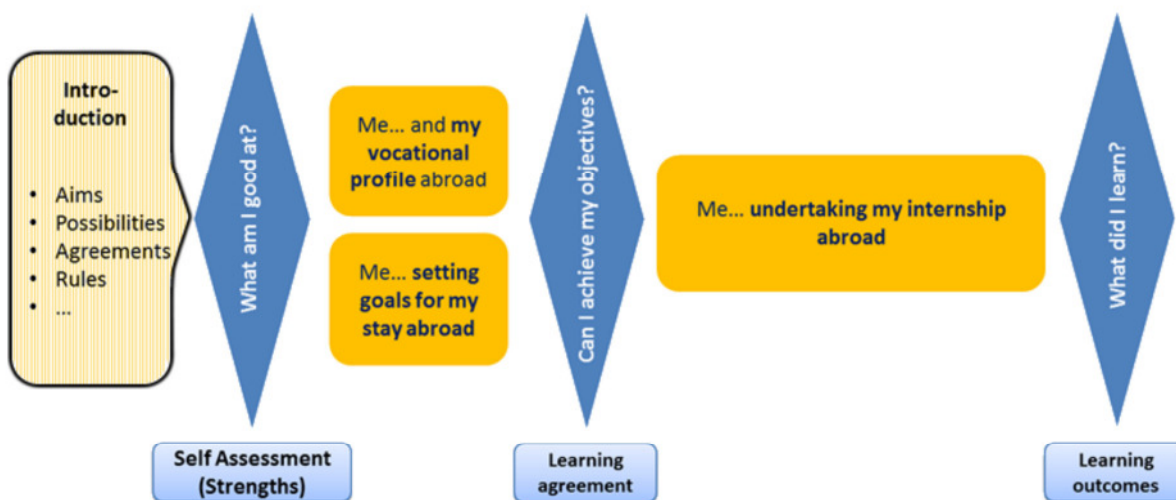 Intro-
duction
• Aims
• Possibilities
• Agreements
• Rules
• ...
What am I good at?
Me... and my
vocational
profile abroad
Me... setting
goals for my
stay abroad
Can I achieve my objectives?
Me... undertaking my internship
abroad
What did I learn?
Self Assessment
(Strengths)
Learning
agreement
Learning
outcomes